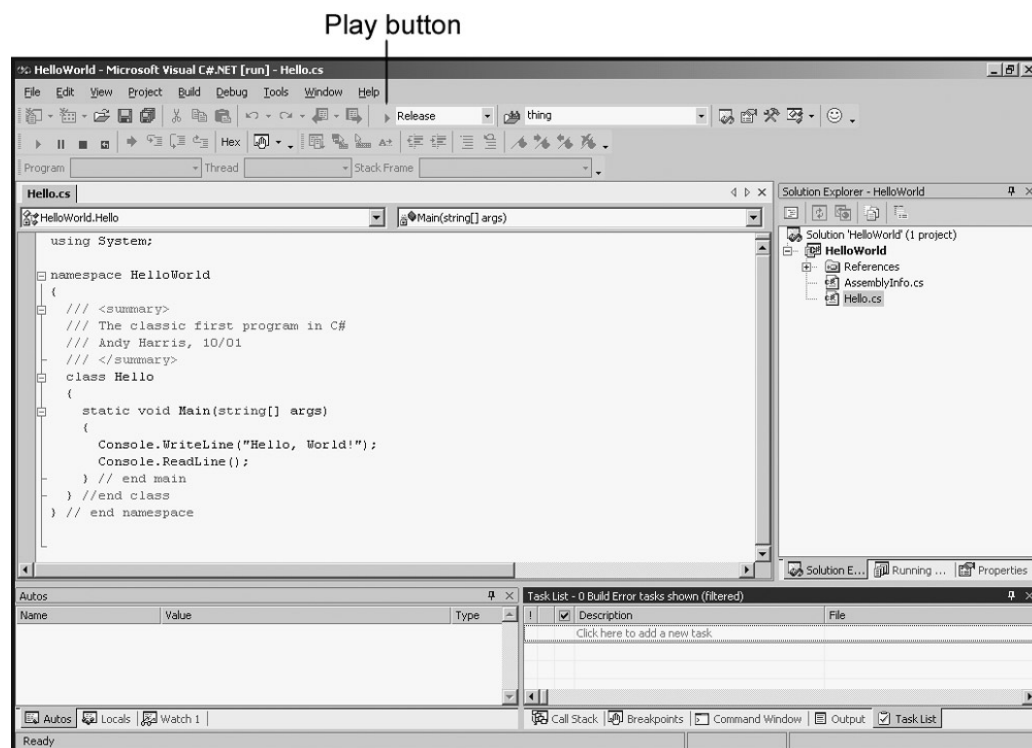 Play button
HelloWorld - Microsoft Visual C#.NET [run] - Hello.cs
File Edit View Project Build Debug Tools Window Help
Release thing
Hex
Program Thread Stack Frame
Hello.cs
HelloWorld.Hello Main(string[] args)
using System;
namespace HelloWorld
{
/// <summary>
/// The classic first program in C#
/// Andy Harris, 10/01
/// </summary>
class Hello
{
static void Main(string[] args)
{
Console.WriteLine("Hello, World!");
Console.ReadLine();
} // end main
} //end class
} // end namespace
Solution Explorer - HelloWorld
Solution 'HelloWorld' (1 project)
HelloWorld
References
AssemblyInfo.cs
Hello.cs
Solution E... Running ... Properties
Autos
Name Value Type
Autos Locals Watch 1
Task List - 0 Build Error tasks shown (filtered)
! Description File
Click here to add a new task
Call Stack Breakpoints Command Window Output Task List
Ready